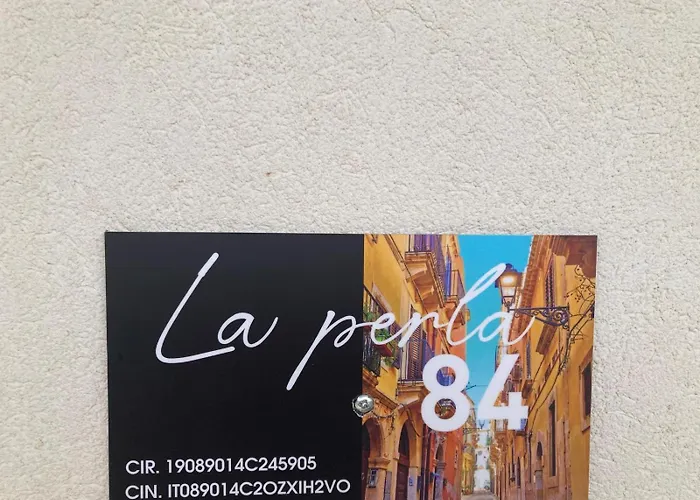 La perla
84
CIR. 19089014C245905
CIN. IT089014C2OZXIH2VO